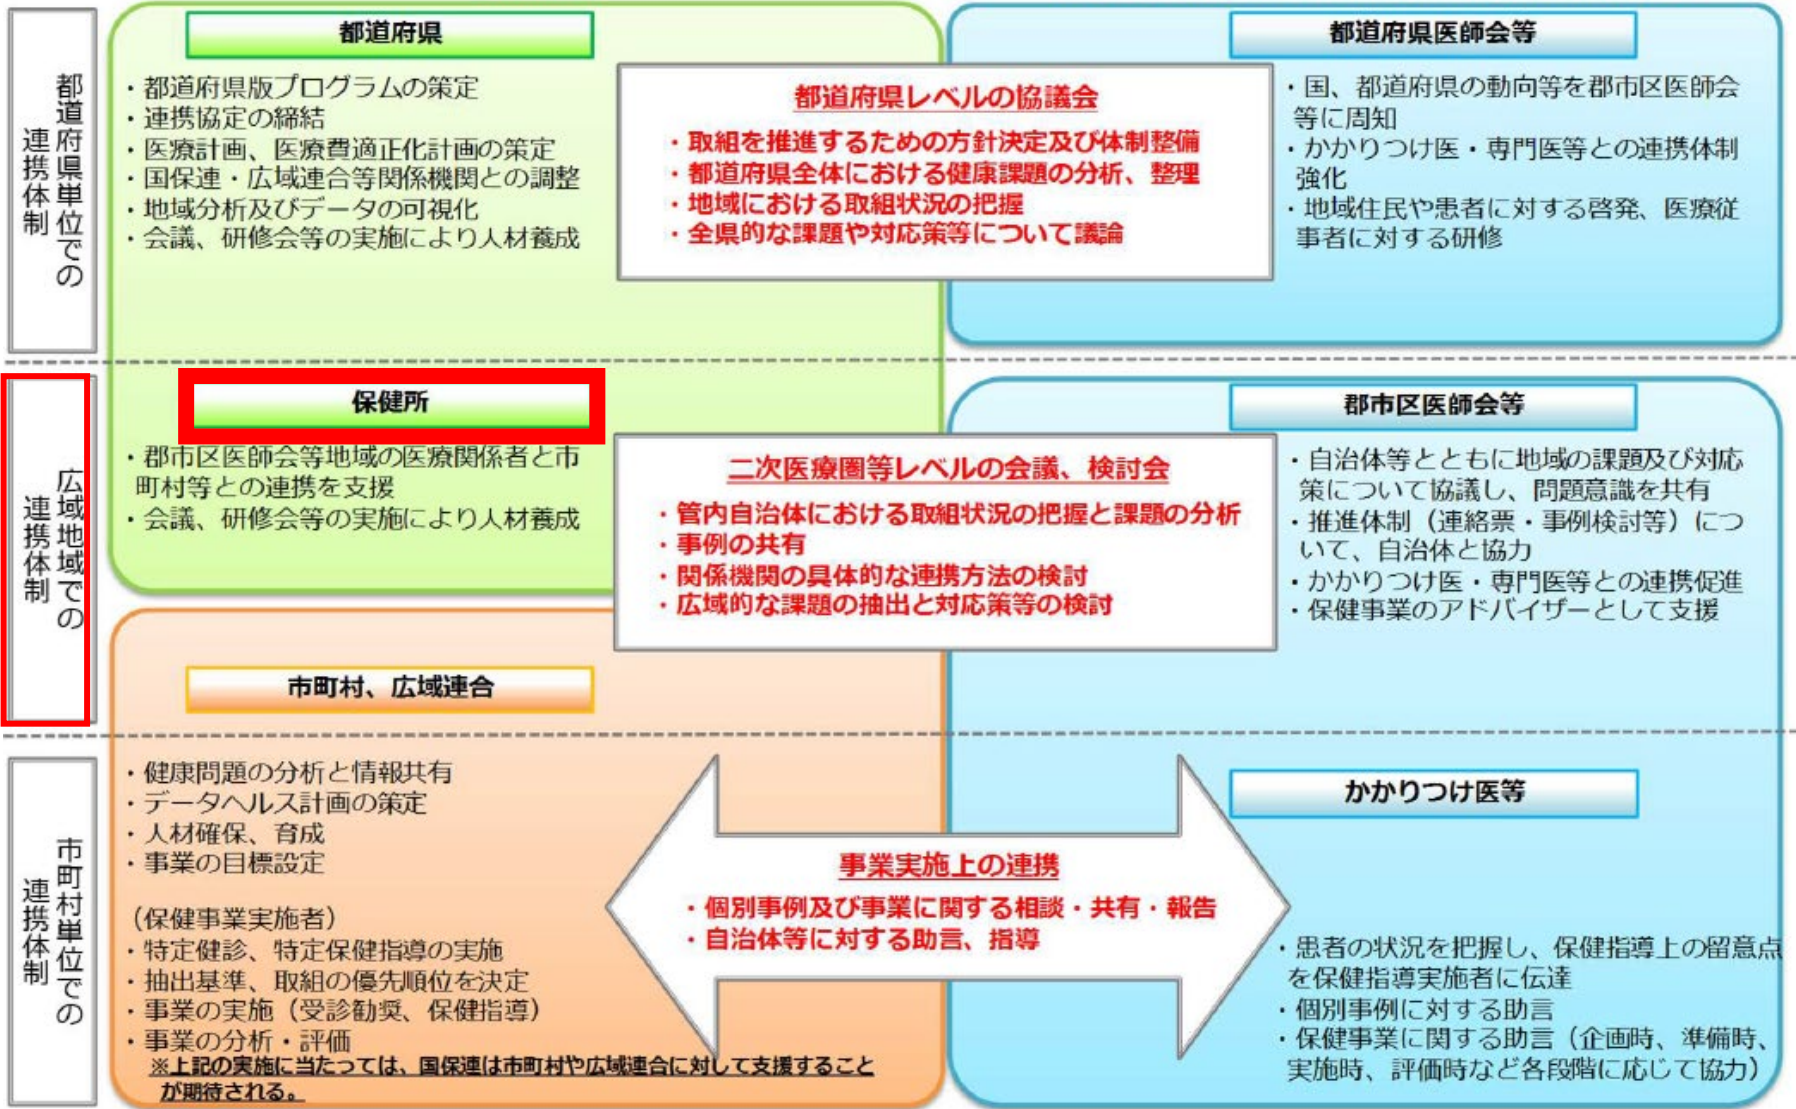 都道府県単位での
連携体制
都道府県
・都道府県版プログラムの策定
・連携協定の締結
・医療計画、医療費適正化計画の策定
・国保連・広域連合等関係機関との調整
・地域分析及びデータの可視化
・会議、研修会等の実施により人材養成
都道府県レベルの協議会
・取組を推進するための方針決定及び体制整備
・都道府県全体における健康課題の分析、整理
・地域における取組状況の把握
・全県的な課題や対応策等について議論
都道府県医師会等
・国、都道府県の動向等を郡市区医師会
等に周知
・かかりつけ医・専門医等との連携体制
強化
・地域住民や患者に対する啓発、医療従
事者に対する研修
広域地域での
連携体制
保健所
・郡市区医師会等地域の医療関係者と市
町村等との連携を支援
・会議、研修会等の実施により人材養成
二次医療圏等レベルの会議、検討会
・管内自治体における取組状況の把握と課題の分析
・事例の共有
・関係機関の具体的な連携方法の検討
・広域的な課題の抽出と対応策等の検討
郡市区医師会等
・自治体等とともに地域の課題及び対応
策について協議し、問題意識を共有
・推進体制（連絡票・事例検討等）につ
いて、自治体と協力
・かかりつけ医・専門医等との連携促進
・保健事業のアドバイザーとして支援
市町村、広域連合
市町村単位での
連携体制
・健康問題の分析と情報共有
・データヘルス計画の策定
・人材確保、育成
・事業の目標設定
（保健事業実施者）
・特定健診、特定保健指導の実施
・抽出基準、取組の優先順位を決定
・事業の実施（受診勧奨、保健指導）
・事業の分析・評価
※上記の実施に当たっては、国保連は市町村や広域連合に対して支援すること
が期待される。
事業実施上の連携
・個別事例及び事業に関する相談・共有・報告
・自治体等に対する助言、指導
かかりつけ医等
・患者の状況を把握し、保健指導上の留意点
を保健指導実施者に伝達
・個別事例に対する助言
・保健事業に関する助言（企画時、準備時、
実施時、評価時など各段階に応じて協力）